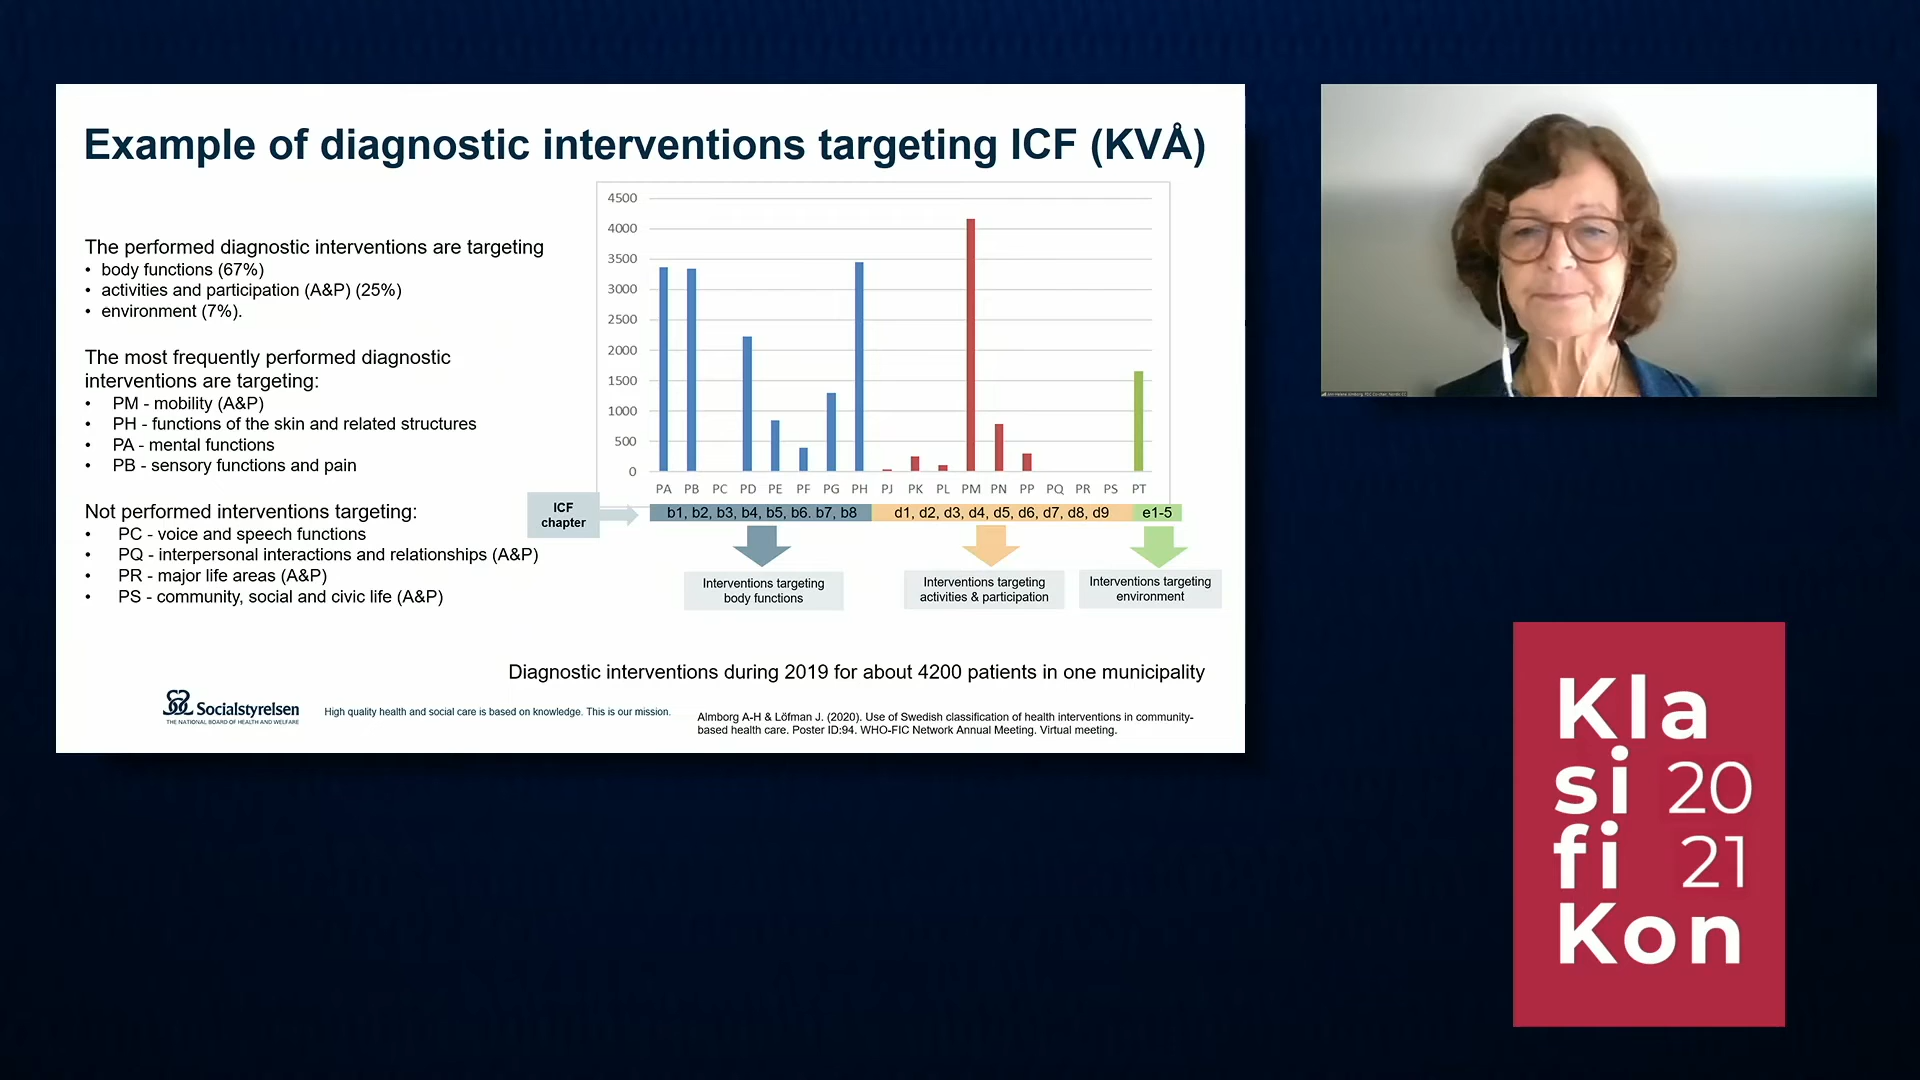 Example of diagnostic interventions targeting ICF (KVÅ)
The performed diagnostic interventions are targeting
• body functions (67%)
• activities and participation (A&P) (25%)
• environment (7%).
The most frequently performed diagnostic
interventions are targeting:
• PM - mobility (A&P)
• PH - functions of the skin and related structures
• PA - mental functions
• PB - sensory functions and pain
Not performed interventions targeting:
• PC - voice and speech functions
• PQ - interpersonal interactions and relationships (A&P)
• PR - major life areas (A&P)
• PS - community, social and civic life (A&P)
4500
4000
3500
3000
2500
2000
1500
1000
500
0
PA PB PC PD PE PF PG PH PJ PK PL PM PN PP PQ PR PS PT
ICF
chapter
b1, b2, b3, b4, b5, b6. b7, b8 d1, d2, d3, d4, d5, d6, d7, d8, d9 e1-5
Interventions targeting
body functions
Interventions targeting
activities & participation
Interventions targeting
environment
Diagnostic interventions during 2019 for about 4200 patients in one municipality
Socialstyrelsen
THE NATIONAL BOARD OF HEALTH AND WELFARE
High quality health and social care is based on knowledge. This is our mission.
Almborg A-H & Löfman J. (2020). Use of Swedish classification of health interventions in community-
based health care. Poster ID:94. WHO-FIC Network Annual Meeting. Virtual meeting.
Kla
si 20
fi 21
Kon